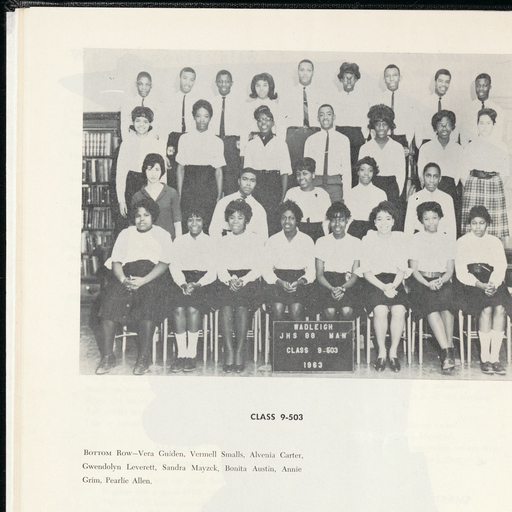 WADLEIGH
JHS 88 MAN
CLASS 9-503
1963
CLASS 9-503
BOTTOM ROW—Vera Guiden, Vermell Smalls, Alvenia Carter,
Gwendolyn Leverett, Sandra Mayzck, Bonita Austin, Annie
Grim, Pearlie Allen.